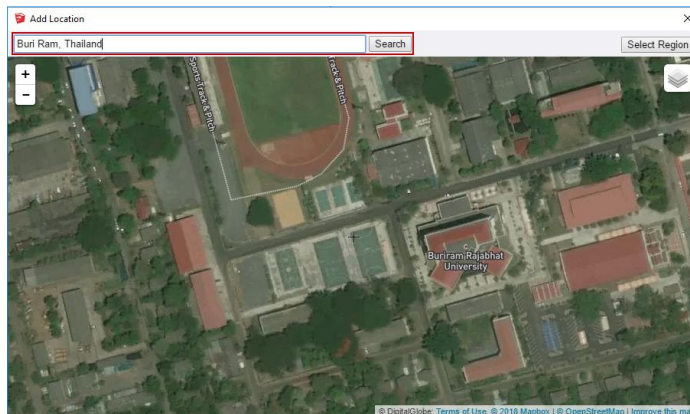 Add Location
Buri Ram, Thailand
Search
Select Region
+
−
Sports Track & Pitch
Track & Pitch
Buriram Rajabhat
University
© DigitalGlobe: Terms of Use, © 2018 Mapbox | © OpenStreetMap | Improve this ma